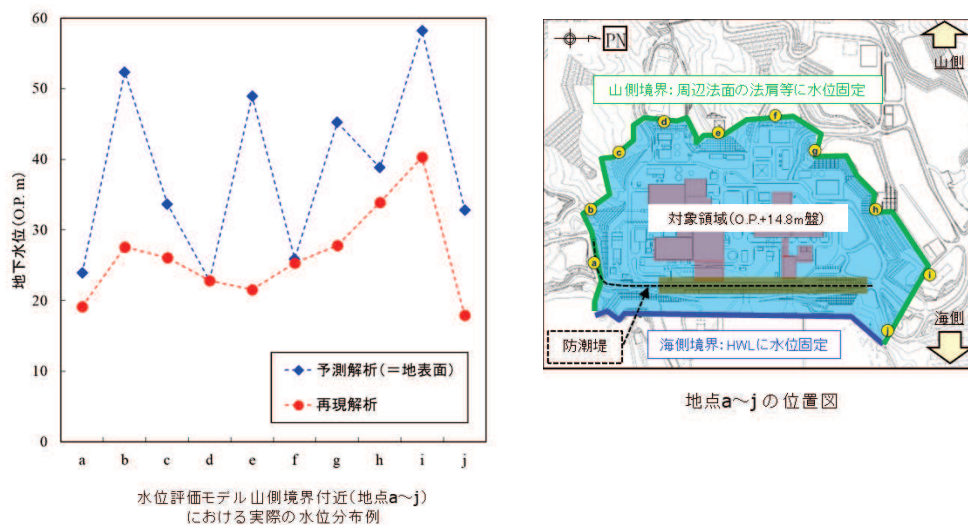 地下水位(O.P. m)
60
50
40
30
20
10
0
a b c d e f g h i j
予測解析(=地表面)
再現解析
水位評価モデル山側境界付近(地点a~j)
における実際の水位分布例
PN
山側
山側境界:周辺法面の法肩等に水位固定
d
e
f
c
g
b
h
対象領域(O.P.+14.8m盤)
a
i
j
海側
防潮堤
海側境界:HWLに水位固定
地点a~jの位置図